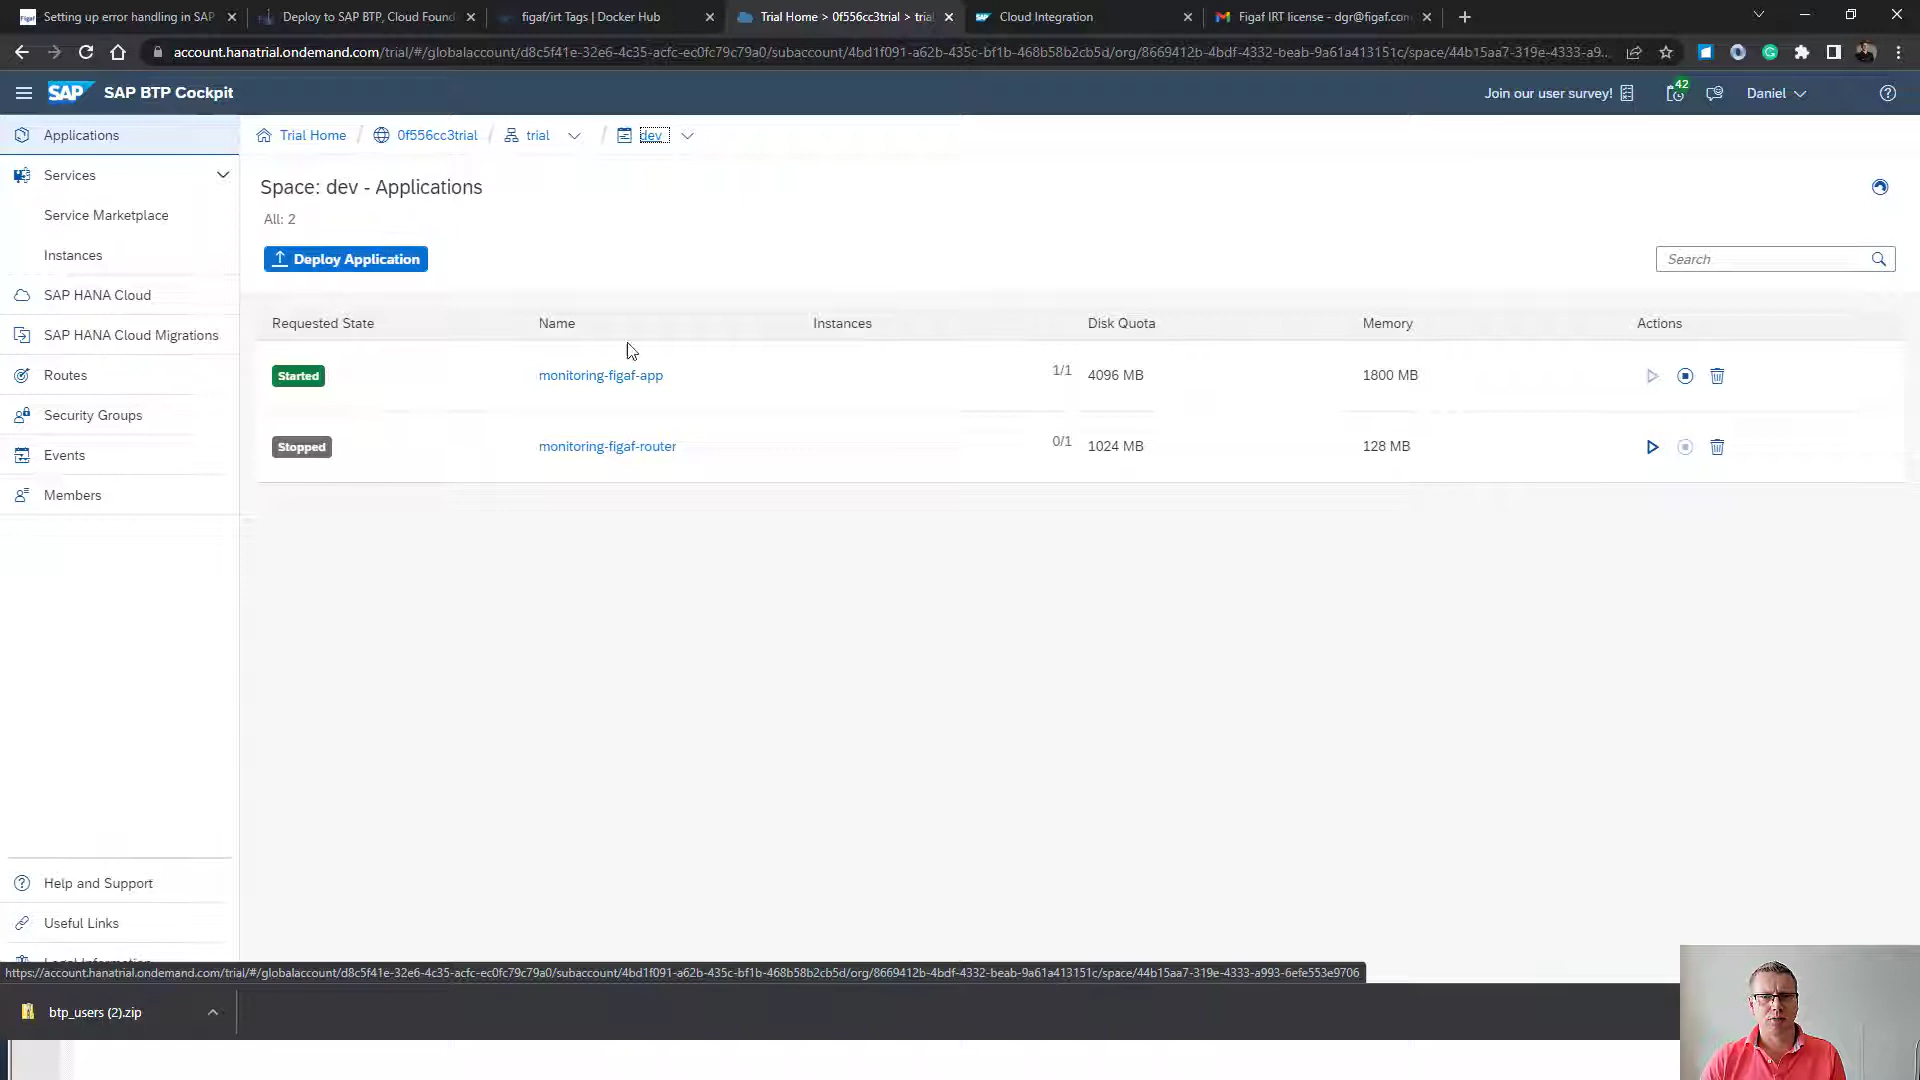 Setting up error handling in SAP
Deploy to SAP BTP, Cloud Found
figaf/irt Tags | Docker Hub
Trial Home > 0f556cc3trial > tria
Cloud Integration
Figaf IRT license - dgr@figaf.com
account.hanatrial.ondemand.com/trial/#/globalaccount/d8c5f41e-32e6-4c35-acfc-ec0fc79c79a0/subaccount/4bd1f091-a62b-435c-bf1b-468b58b2cb5d/org/8669412b-4bdf-4332-beab-9a61a413151c/space/44b15aa7-319e-4333-a9...
SAP SAP BTP Cockpit
Join our user survey!
42
Daniel
Applications
Trial Home / 0f556cc3trial / trial / dev
Services
Space: dev - Applications
Service Marketplace
All: 2
Instances
Deploy Application
Search
SAP HANA Cloud
SAP HANA Cloud Migrations
Requested State Name Instances Disk Quota Memory Actions
Routes
Started monitoring-figaf-app 1/1 4096 MB 1800 MB
Security Groups
Stopped monitoring-figaf-router 0/1 1024 MB 128 MB
Events
Members
Help and Support
Useful Links
Legal Information
https://account.hanatrial.ondemand.com/trial/#/globalaccount/d8c5f41e-32e6-4c35-acfc-ec0fc79c79a0/subaccount/4bd1f091-a62b-435c-bf1b-468b58b2cb5d/org/8669412b-4bdf-4332-beab-9a61a413151c/space/44b15aa7-319e-4333-a993-6efe553e9706
btp_users (2).zip